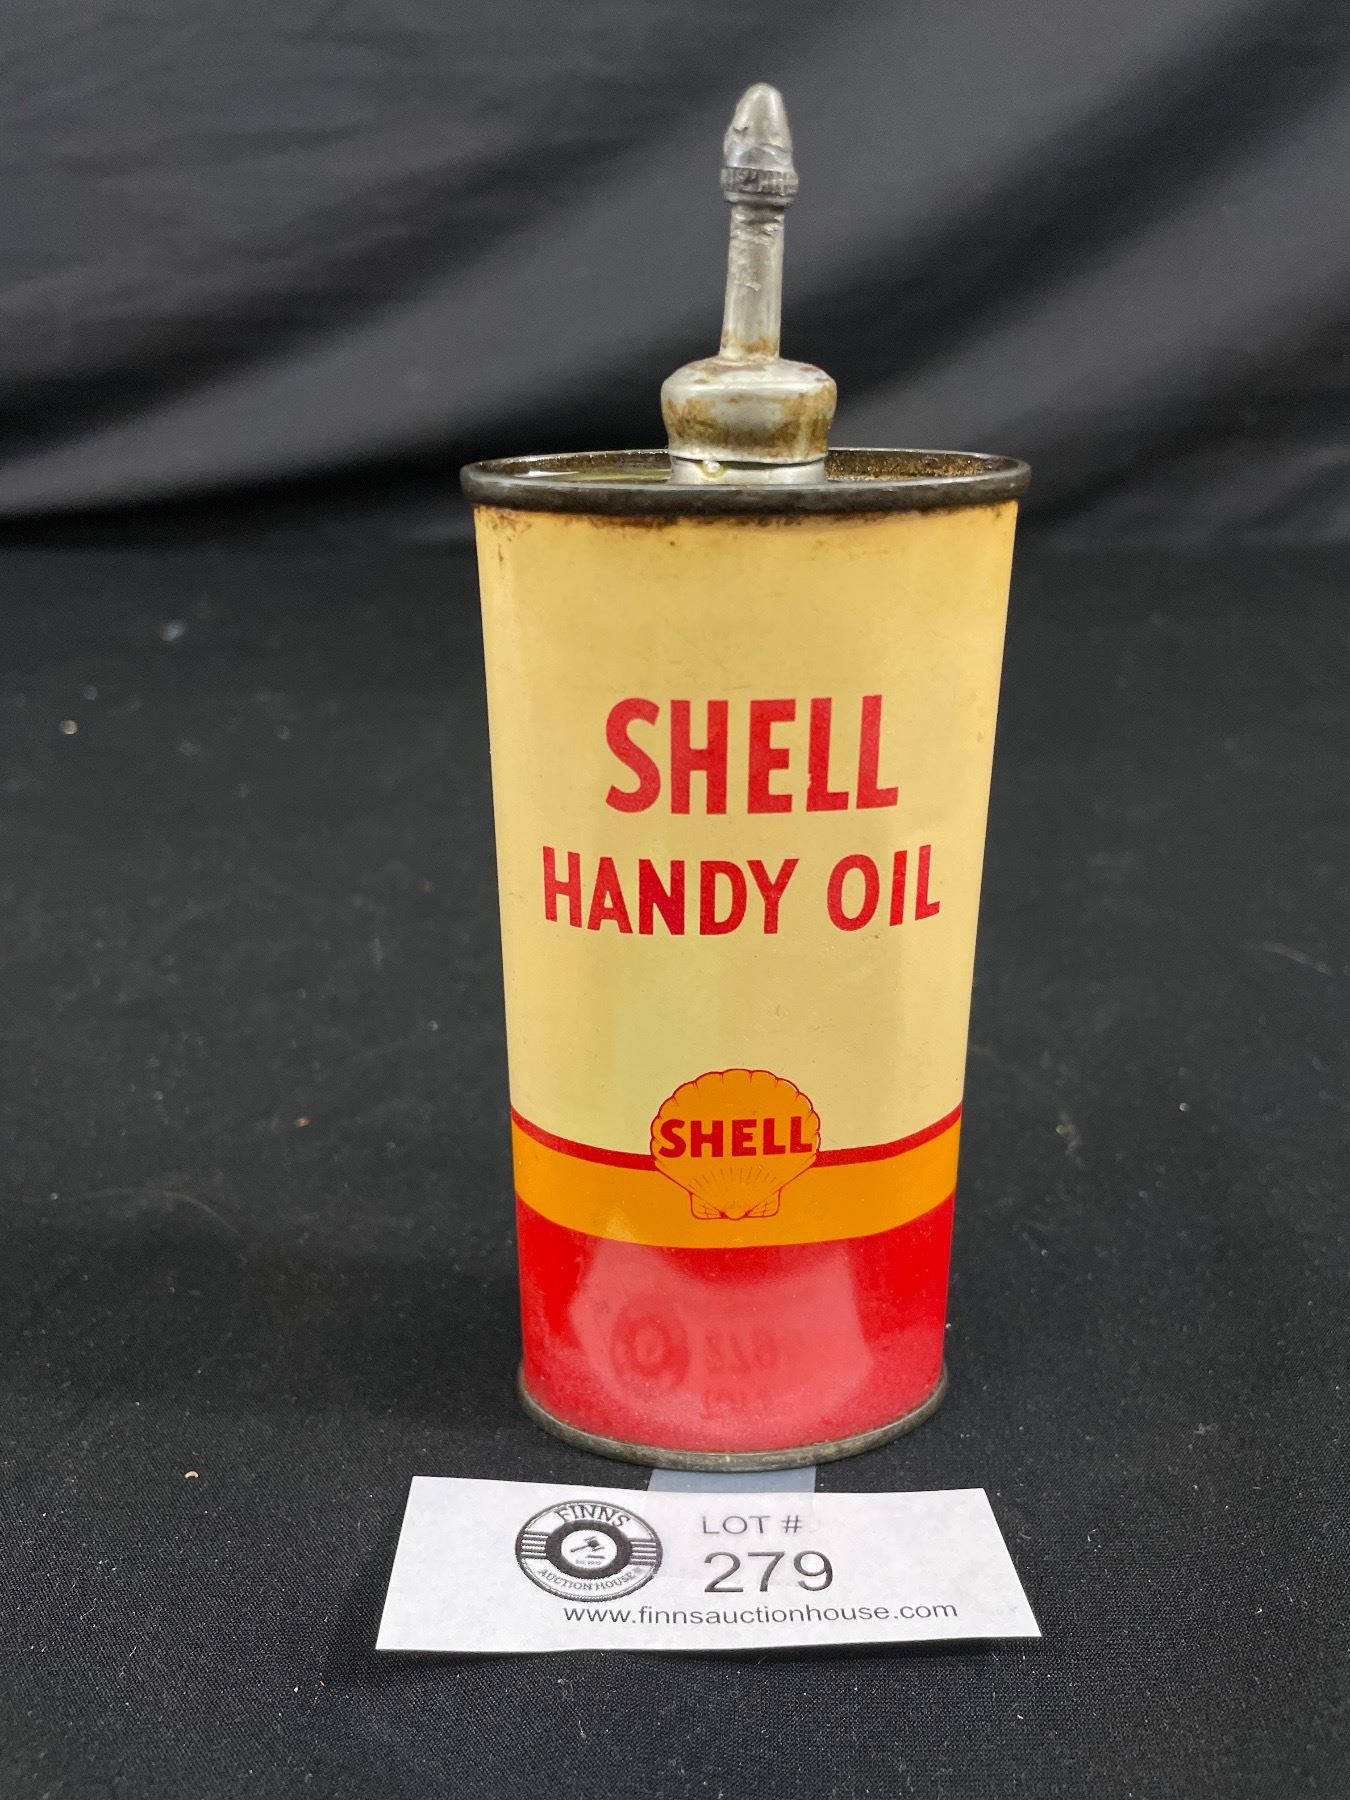 SHELL
HANDY OIL
SHELL
FINNS
AUCTION HOUSE
LOT #
279
www.finnsauctionhouse.com